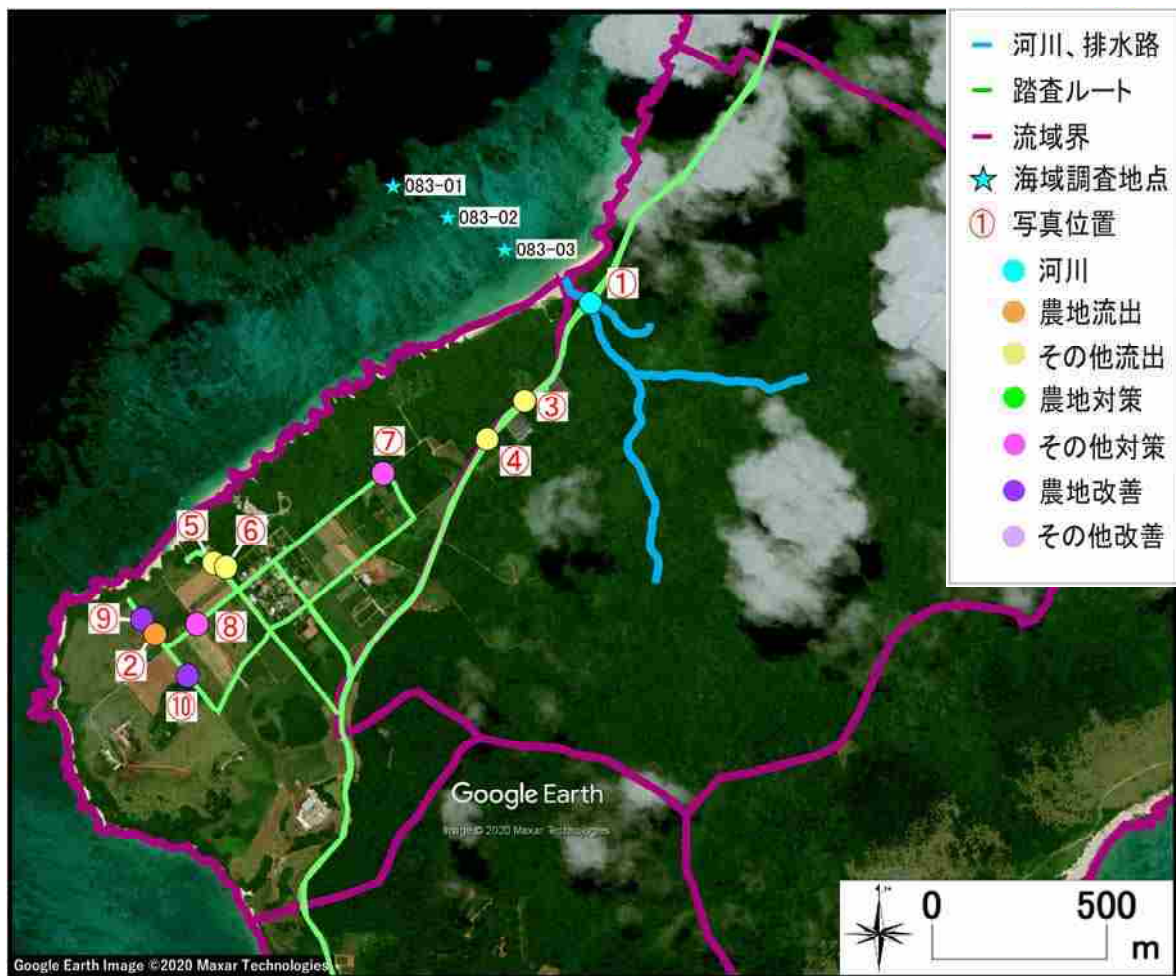 河川、排水路
踏査ルート
流域界
海域調査地点
① 写真位置
河川
農地流出
その他流出
農地対策
その他対策
農地改善
その他改善
083-01
083-02
083-03
①
③
④
⑦
⑤ ⑥
⑨
⑧
②
⑩
Google Earth
Image © 2020 Maxar Technologies
0 500
m
Google Earth Image ©2020 Maxar Technologies